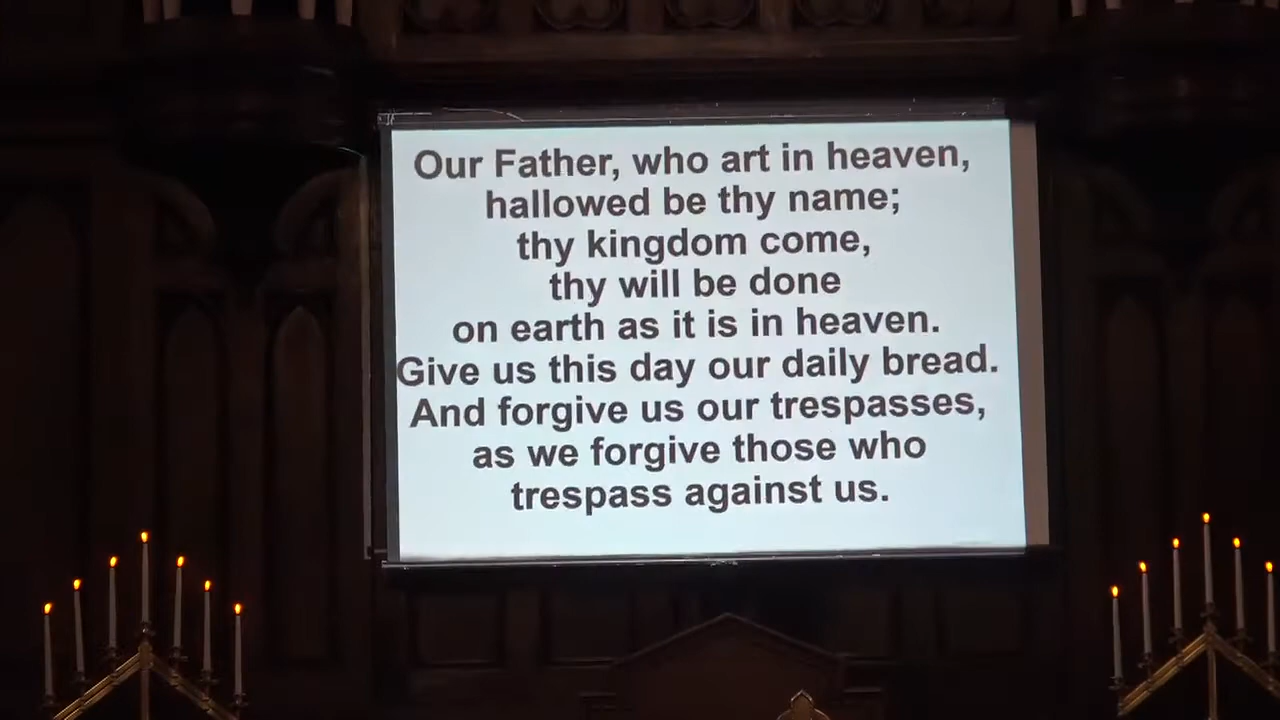 Our Father, who art in heaven,
hallowed be thy name;
thy kingdom come,
thy will be done
on earth as it is in heaven.
Give us this day our daily bread.
And forgive us our trespasses,
as we forgive those who
trespass against us.